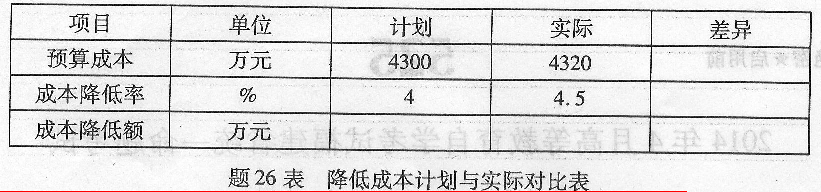 项目 单位 计划 实际 差异
预算成本 万元 4300 4320
成本降低率 % 4 4.5
成本降低额 万元
题26表 降低成本计划与实际对比表